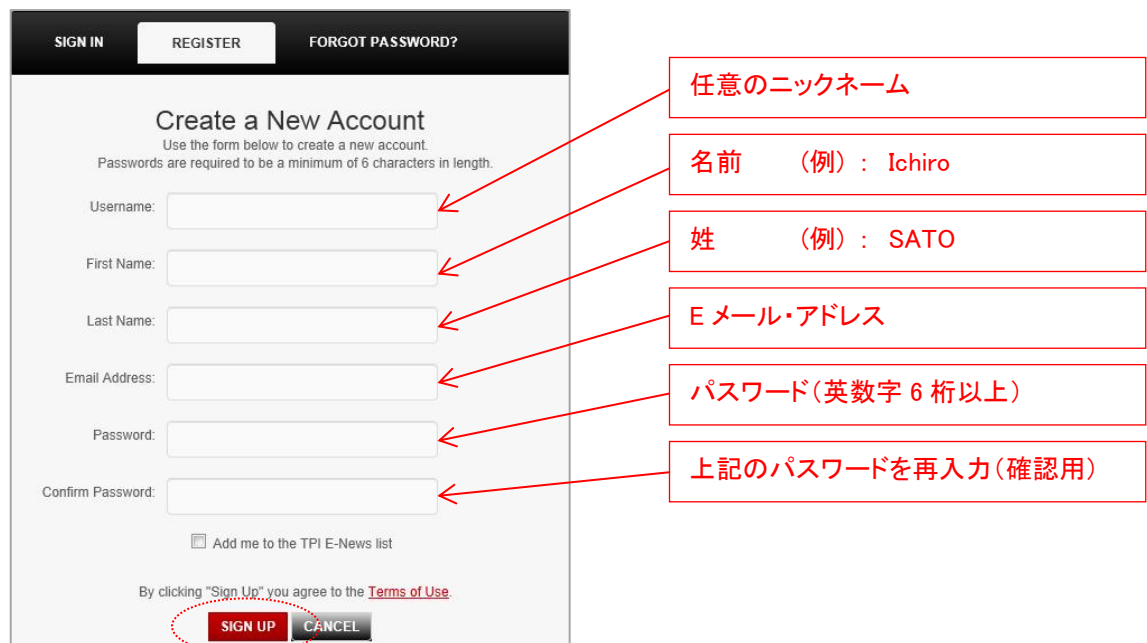 SIGN IN REGISTER FORGOT PASSWORD?
Create a New Account
Use the form below to create a new account.
Passwords are required to be a minimum of 6 characters in length.
Username:
First Name:
Last Name:
Email Address:
Password:
Confirm Password:
Add me to the TPI E-News list
By clicking "Sign Up" you agree to the Terms of Use.
SIGN UP CANCEL
任意のニックネーム
名前 （例）： Ichiro
姓 （例）： SATO
E メール・アドレス
パスワード（英数字 6 桁以上）
上記のパスワードを再入力（確認用）